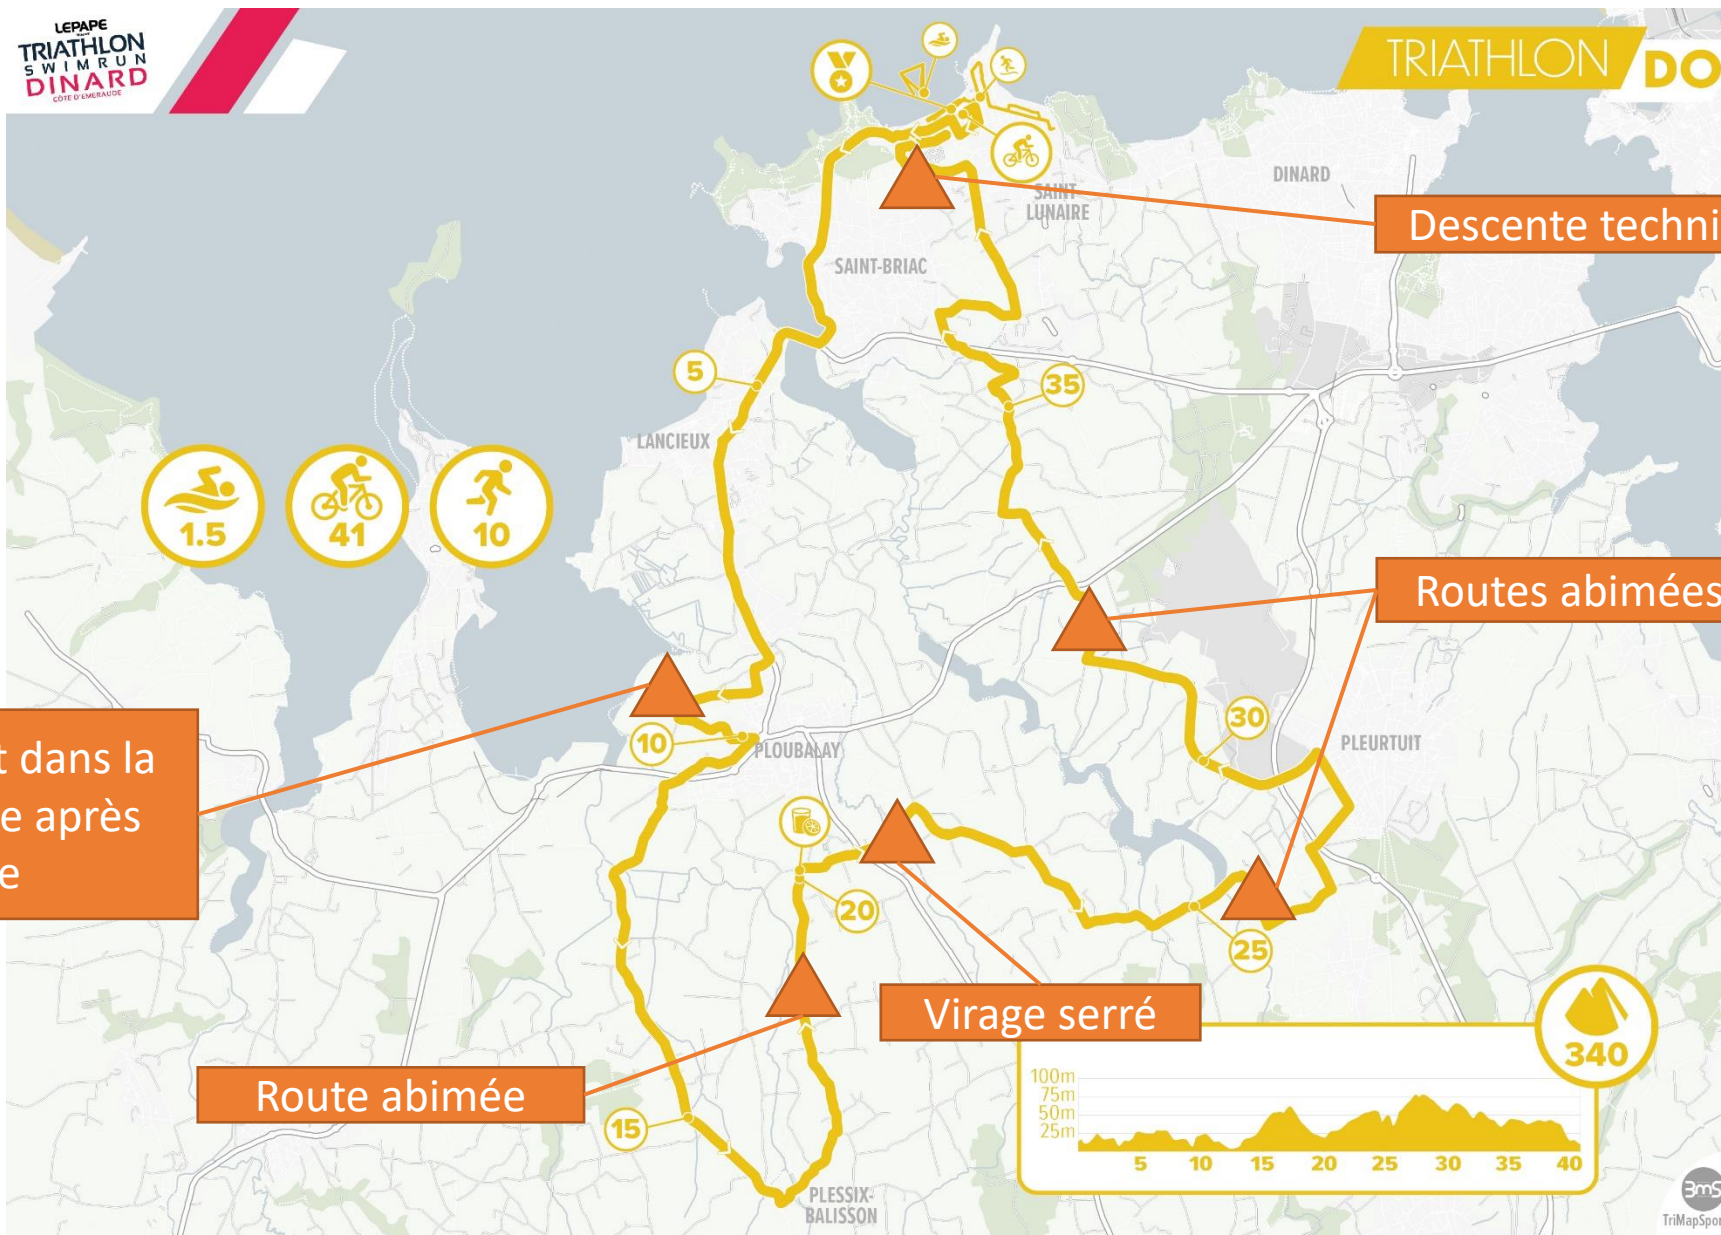 LEPAPE
TRIATHLON
SWIMRUN
DINARD
CÔTE D'EMERAUDE
TRIATHLON DO
DINARD
SAINT
LUNAIRE
Descente techni
SAINT-BRIAC
5
35
LANCIEUX
1.5
41
10
Routes abimées
30
10
PLOUBALAY
PLEURTUIT
t dans la
e après
e
20
25
Virage serré
340
Route abimée
15
100m
75m
50m
25m
5 10 15 20 25 30 35 40
PLESSIX-
BALISSON
3mS
TriMapSpor